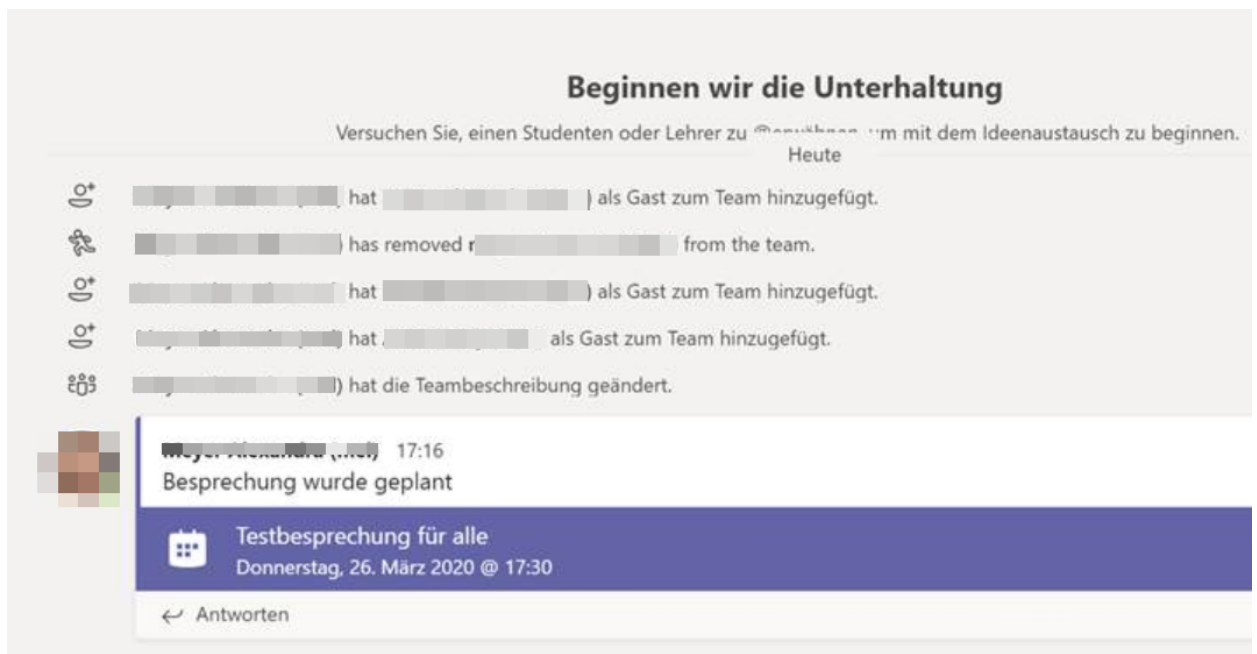 Beginnen wir die Unterhaltung
Versuchen Sie, einen Studenten oder Lehrer zu um mit dem Ideenaustausch zu beginnen.
Heute
hat ) als Gast zum Team hinzugefügt.
) has removed from the team.
hat ) als Gast zum Team hinzugefügt.
) hat als Gast zum Team hinzugefügt.
) hat die Teambeschreibung geändert.
17:16
Besprechung wurde geplant
Testbesprechung für alle
Donnerstag, 26. März 2020 @ 17:30
Antworten